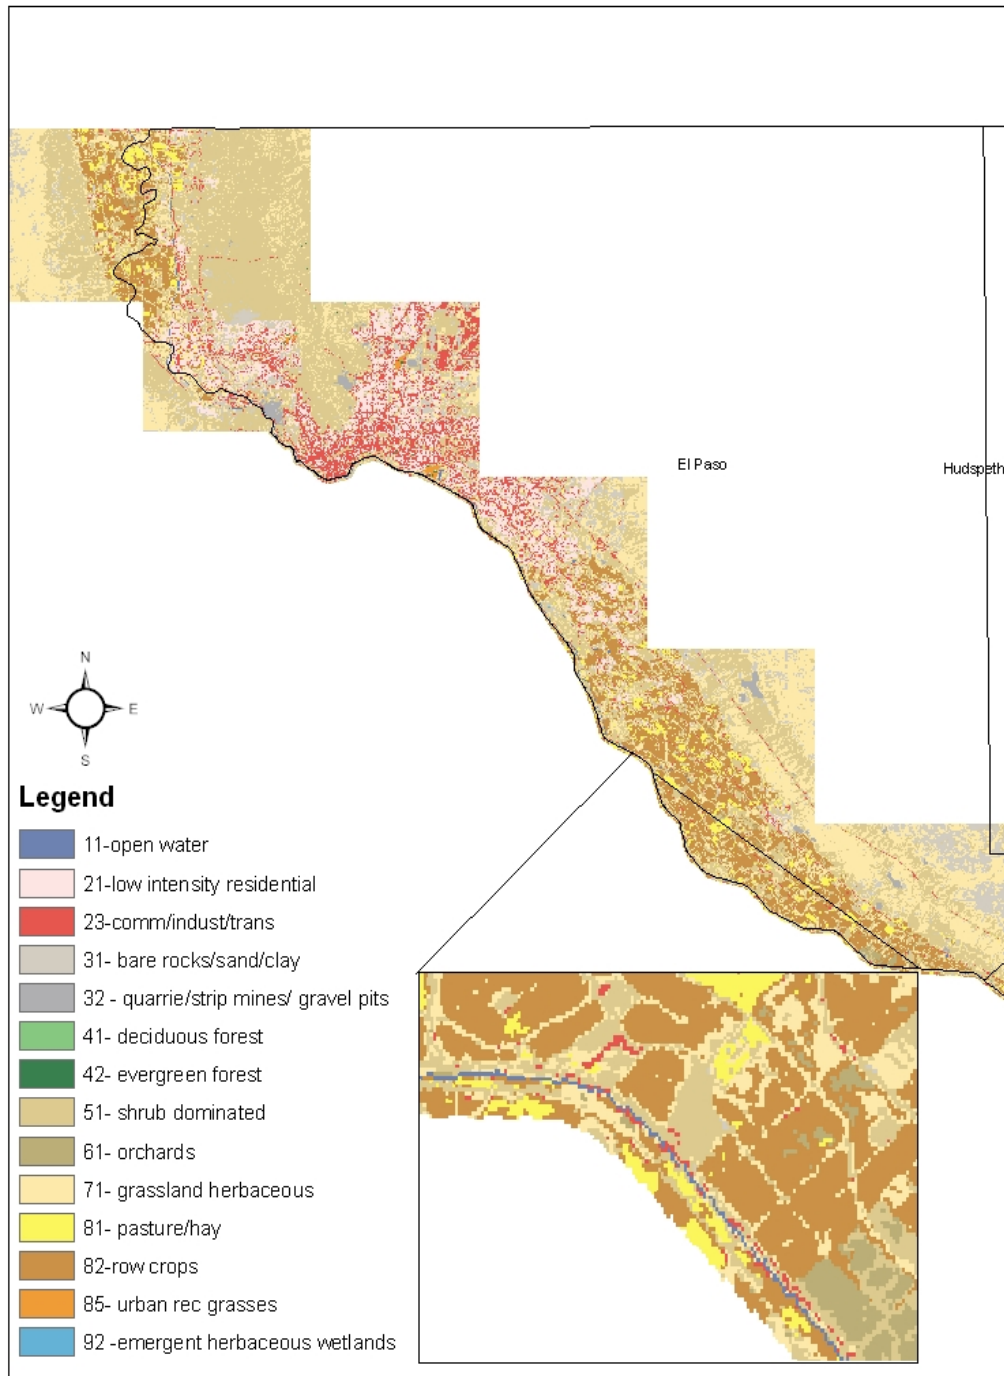 El Paso
Hudspeth
N
W
E
S
Legend
11-open water
21-low intensity residential
23-comm/indust/trans
31- bare rocks/sand/clay
32 - quarrie/strip mines/ gravel pits
41- deciduous forest
42- evergreen forest
51- shrub dominated
61- orchards
71- grassland herbaceous
81- pasture/hay
82-row crops
85- urban rec grasses
92 -emergent herbaceous wetlands